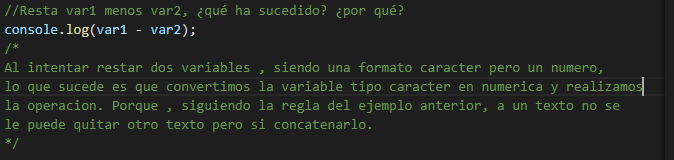 //Resta var1 menos var2, ¿qué ha sucedido? ¿por qué?
console.log(var1 - var2);
/*
Al intentar restar dos variables , siendo una formato caracter pero un numero,
lo que sucede es que convertimos la variable tipo caracter en numerica y realizamos
la operacion. Porque , siguiendo la regla del ejemplo anterior, a un texto no se
le puede quitar otro texto pero si concatenarlo.
*/